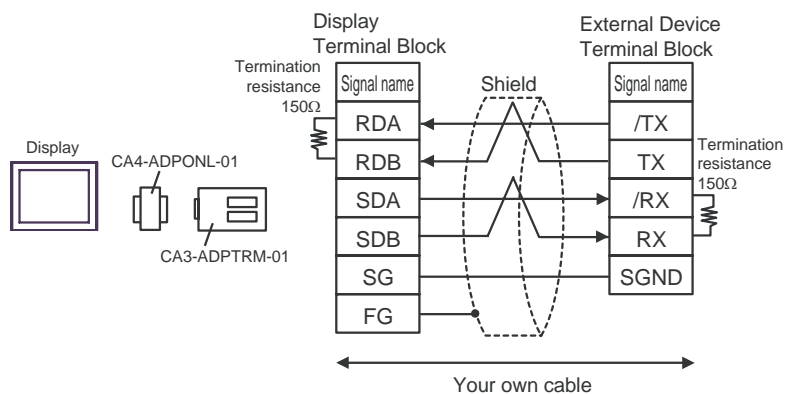 Display
Terminal Block
External Device
Terminal Block
Termination
resistance
150Ω
Signal name
Shield
Signal name
RDA
/TX
RDB
TX
Termination
resistance
150Ω
SDA
/RX
SDB
RX
SG
SGND
FG
Display
CA4-ADPONL-01
CA3-ADPTRM-01
Your own cable